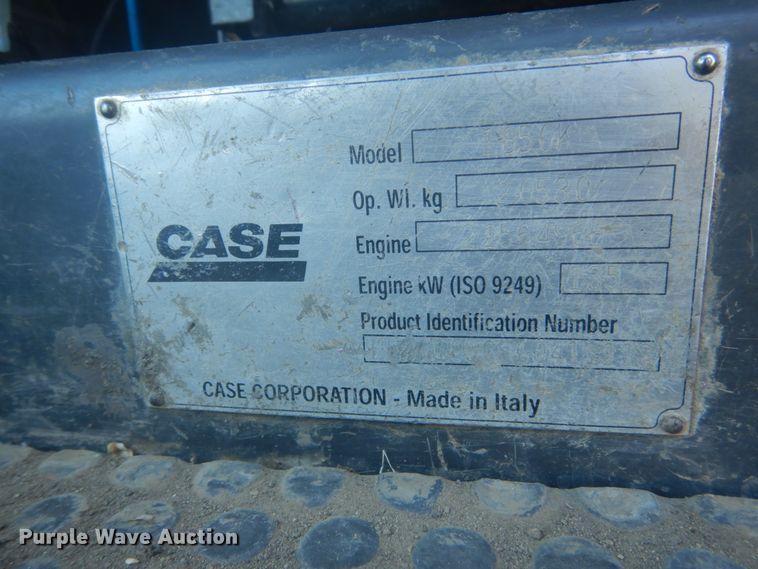 Model
Op. Wl. kg
CASE
Engine
Engine kW (ISO 9249)
Product Identification Number
CASE CORPORATION - Made in Italy
Purple Wave Auction